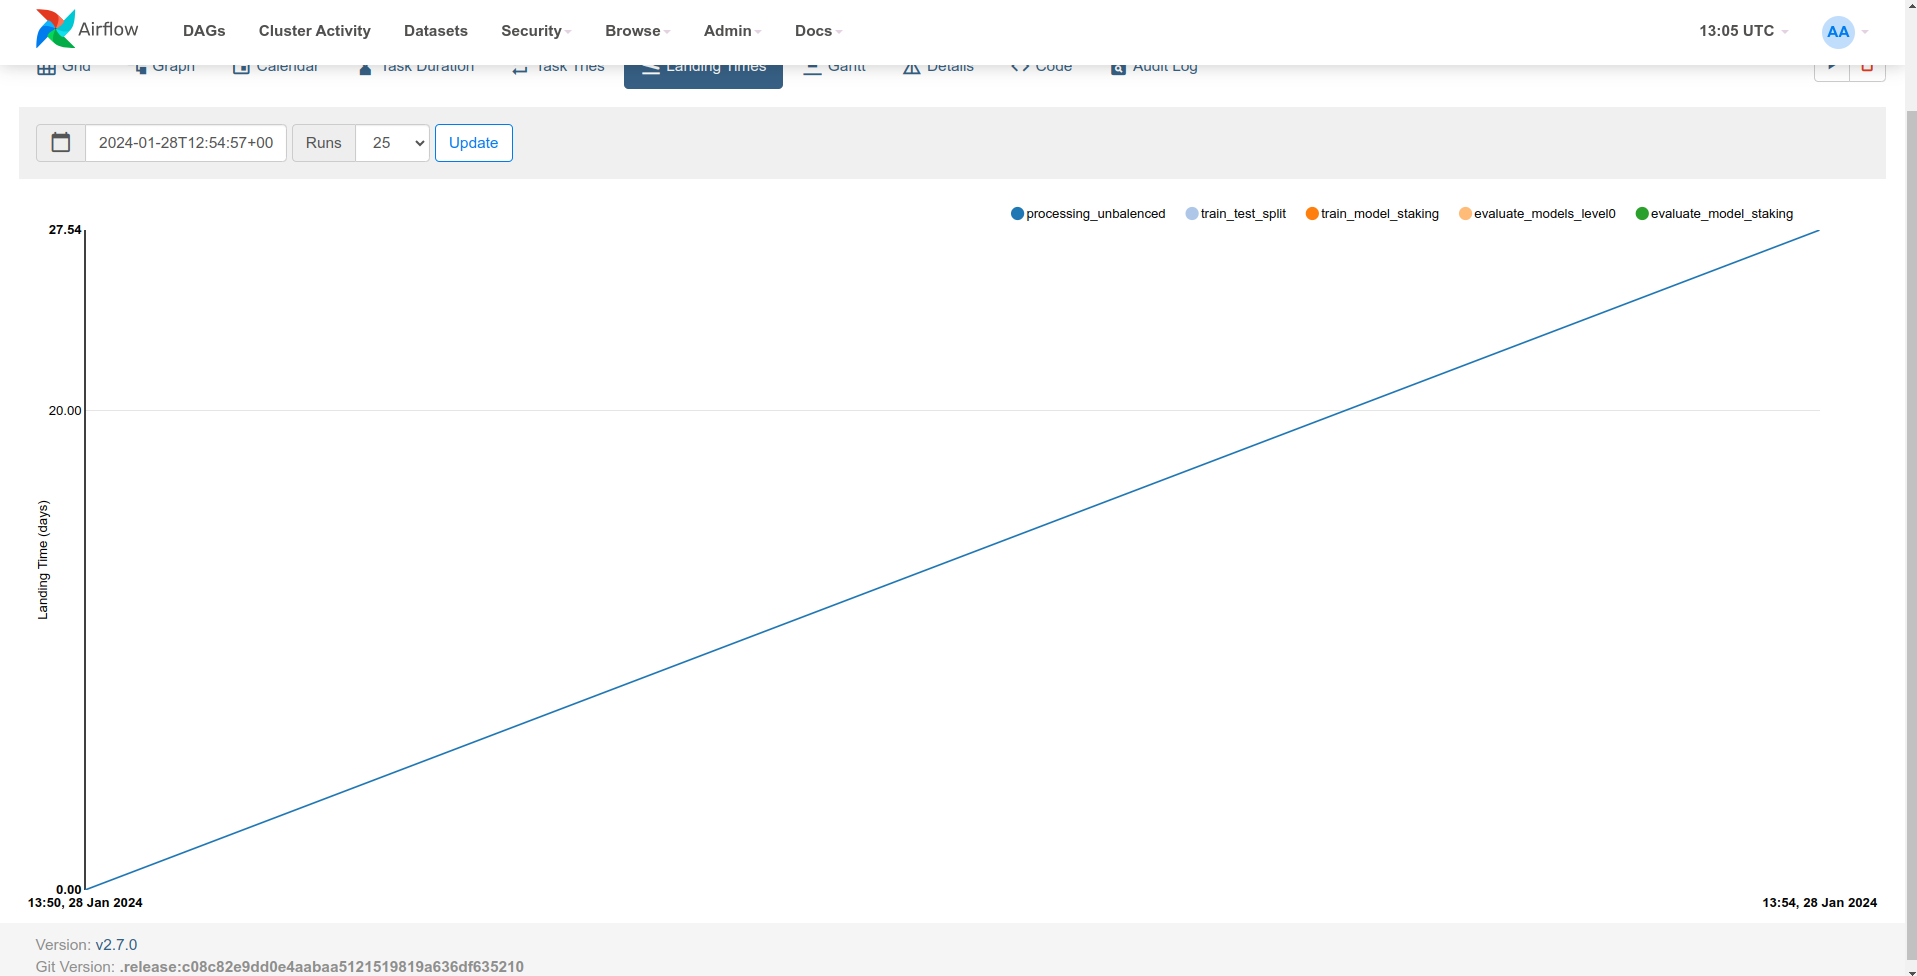 Airflow DAGs Cluster Activity Datasets Security Browse Admin Docs 13:05 UTC AA
Grid Graph Calendar Task Duration Task Tries Landing Times Gantt Details Code Audit Log
2024-01-28T12:54:57+00 Runs 25 Update
processing_unbalenced train_test_split train_model_staking evaluate_models_level0 evaluate_model_staking
27.54
20.00
Landing Time (days)
0.00
13:50, 28 Jan 2024 13:54, 28 Jan 2024
Version: v2.7.0
Git Version: .release:c08c82e9dd0e4aabaa5121519819a636df635210